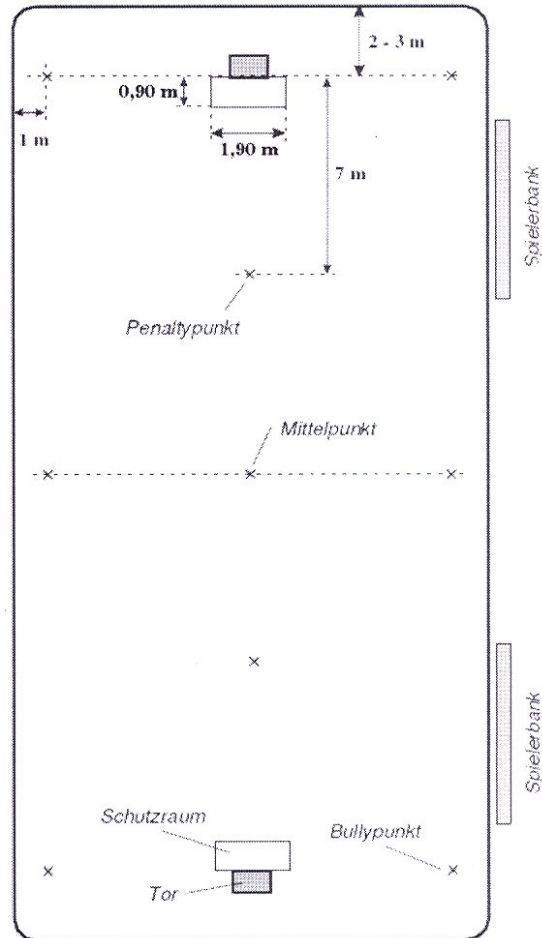 2 - 3 m
0,90 m
1 m
1,90 m
7 m
Spielerbank
Penaltypunkt
Mittelpunkt
Spielerbank
Schutzraum
Bullypunkt
Tor